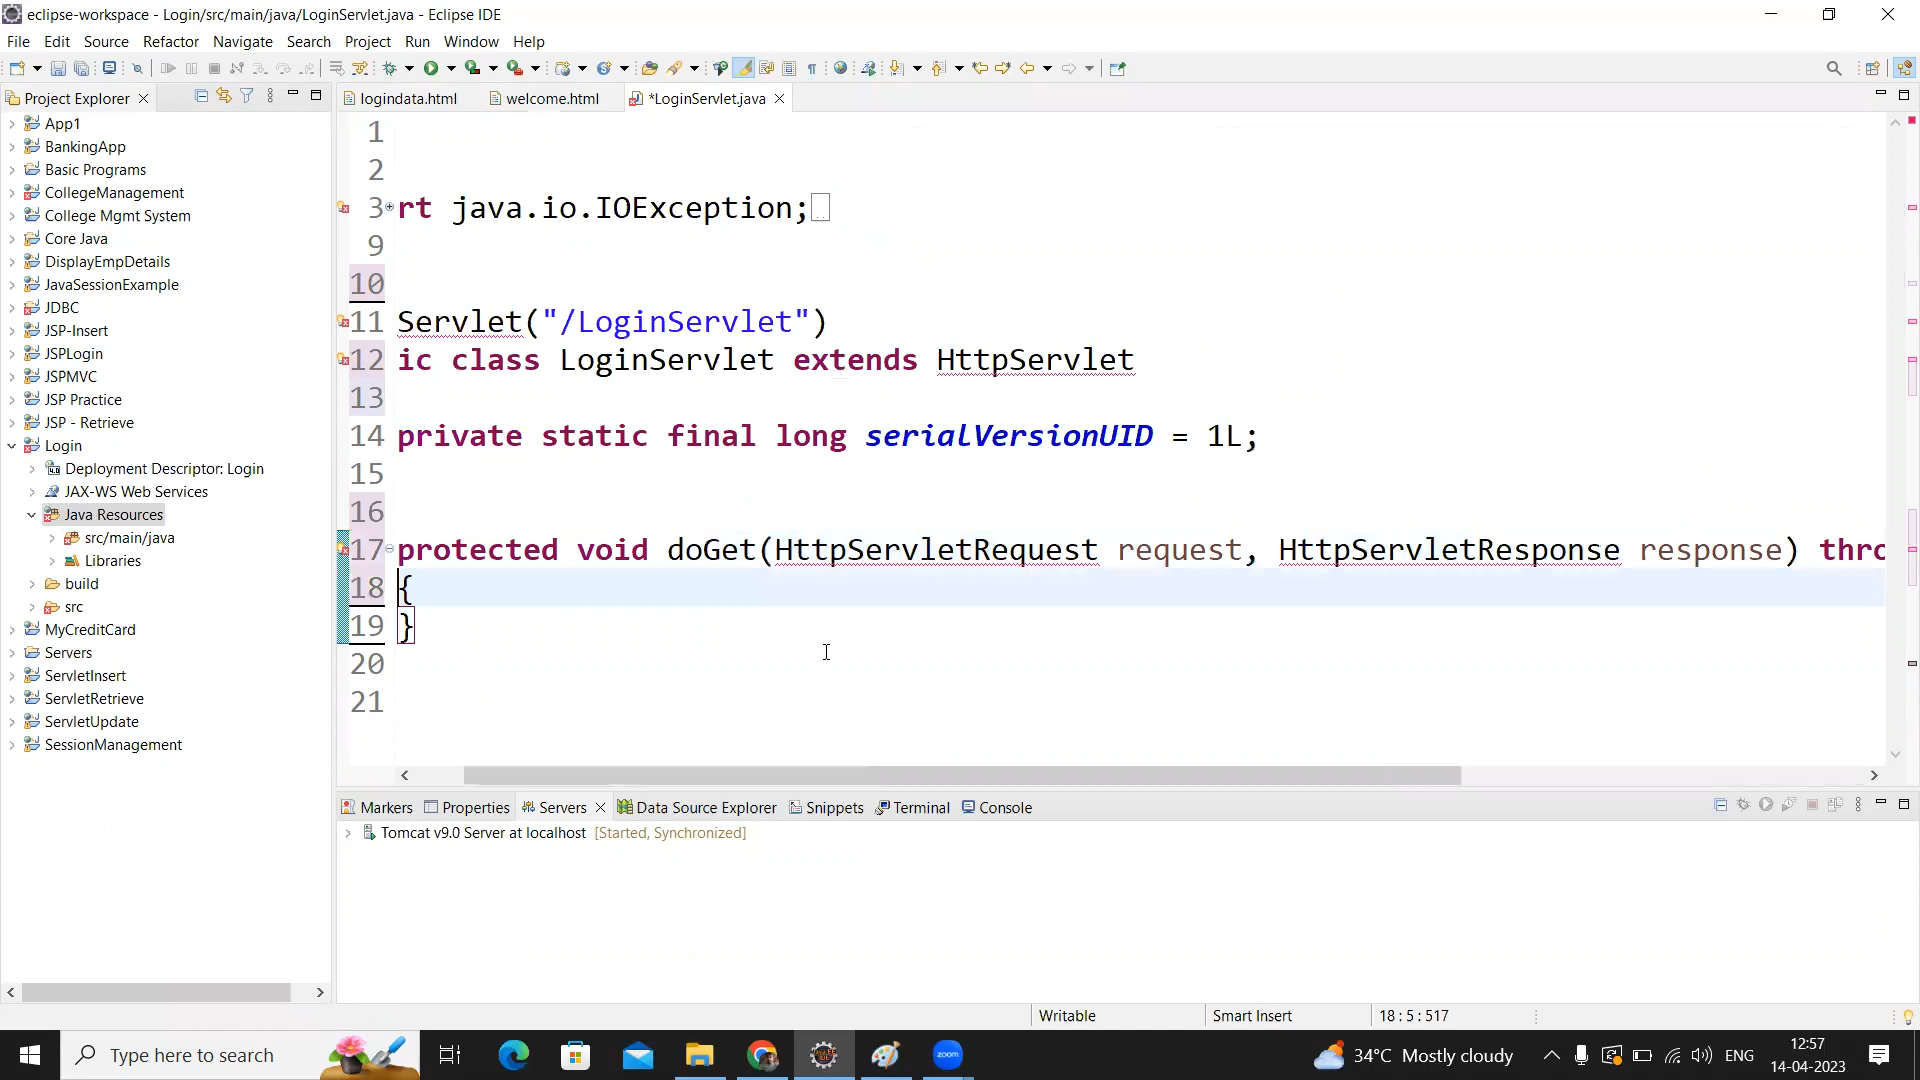 eclipse-workspace - Login/src/main/java/LoginServlet.java - Eclipse IDE
File Edit Source Refactor Navigate Search Project Run Window Help
Project Explorer
logindata.html welcome.html *LoginServlet.java
App1
BankingApp
Basic Programs
CollegeManagement
College Mgmt System
Core Java
DisplayEmpDetails
JavaSessionExample
JDBC
JSP-Insert
JSPLogin
JSPMVC
JSP Practice
JSP - Retrieve
Login
Deployment Descriptor: Login
JAX-WS Web Services
Java Resources
src/main/java
Libraries
build
src
MyCreditCard
Servers
ServletInsert
ServletRetrieve
ServletUpdate
SessionManagement
1
2
3 rt java.io.IOException;
9
10
11 Servlet("/LoginServlet")
12 ic class LoginServlet extends HttpServlet
13
14 private static final long serialVersionUID = 1L;
15
16
17 protected void doGet(HttpServletRequest request, HttpServletResponse response) thro
18 {
19 }
20
21
Markers Properties Servers Data Source Explorer Snippets Terminal Console
Tomcat v9.0 Server at localhost [Started, Synchronized]
Writable Smart Insert 18 : 5 : 517
Type here to search
zoom
34°C Mostly cloudy
ENG
12:57
14-04-2023